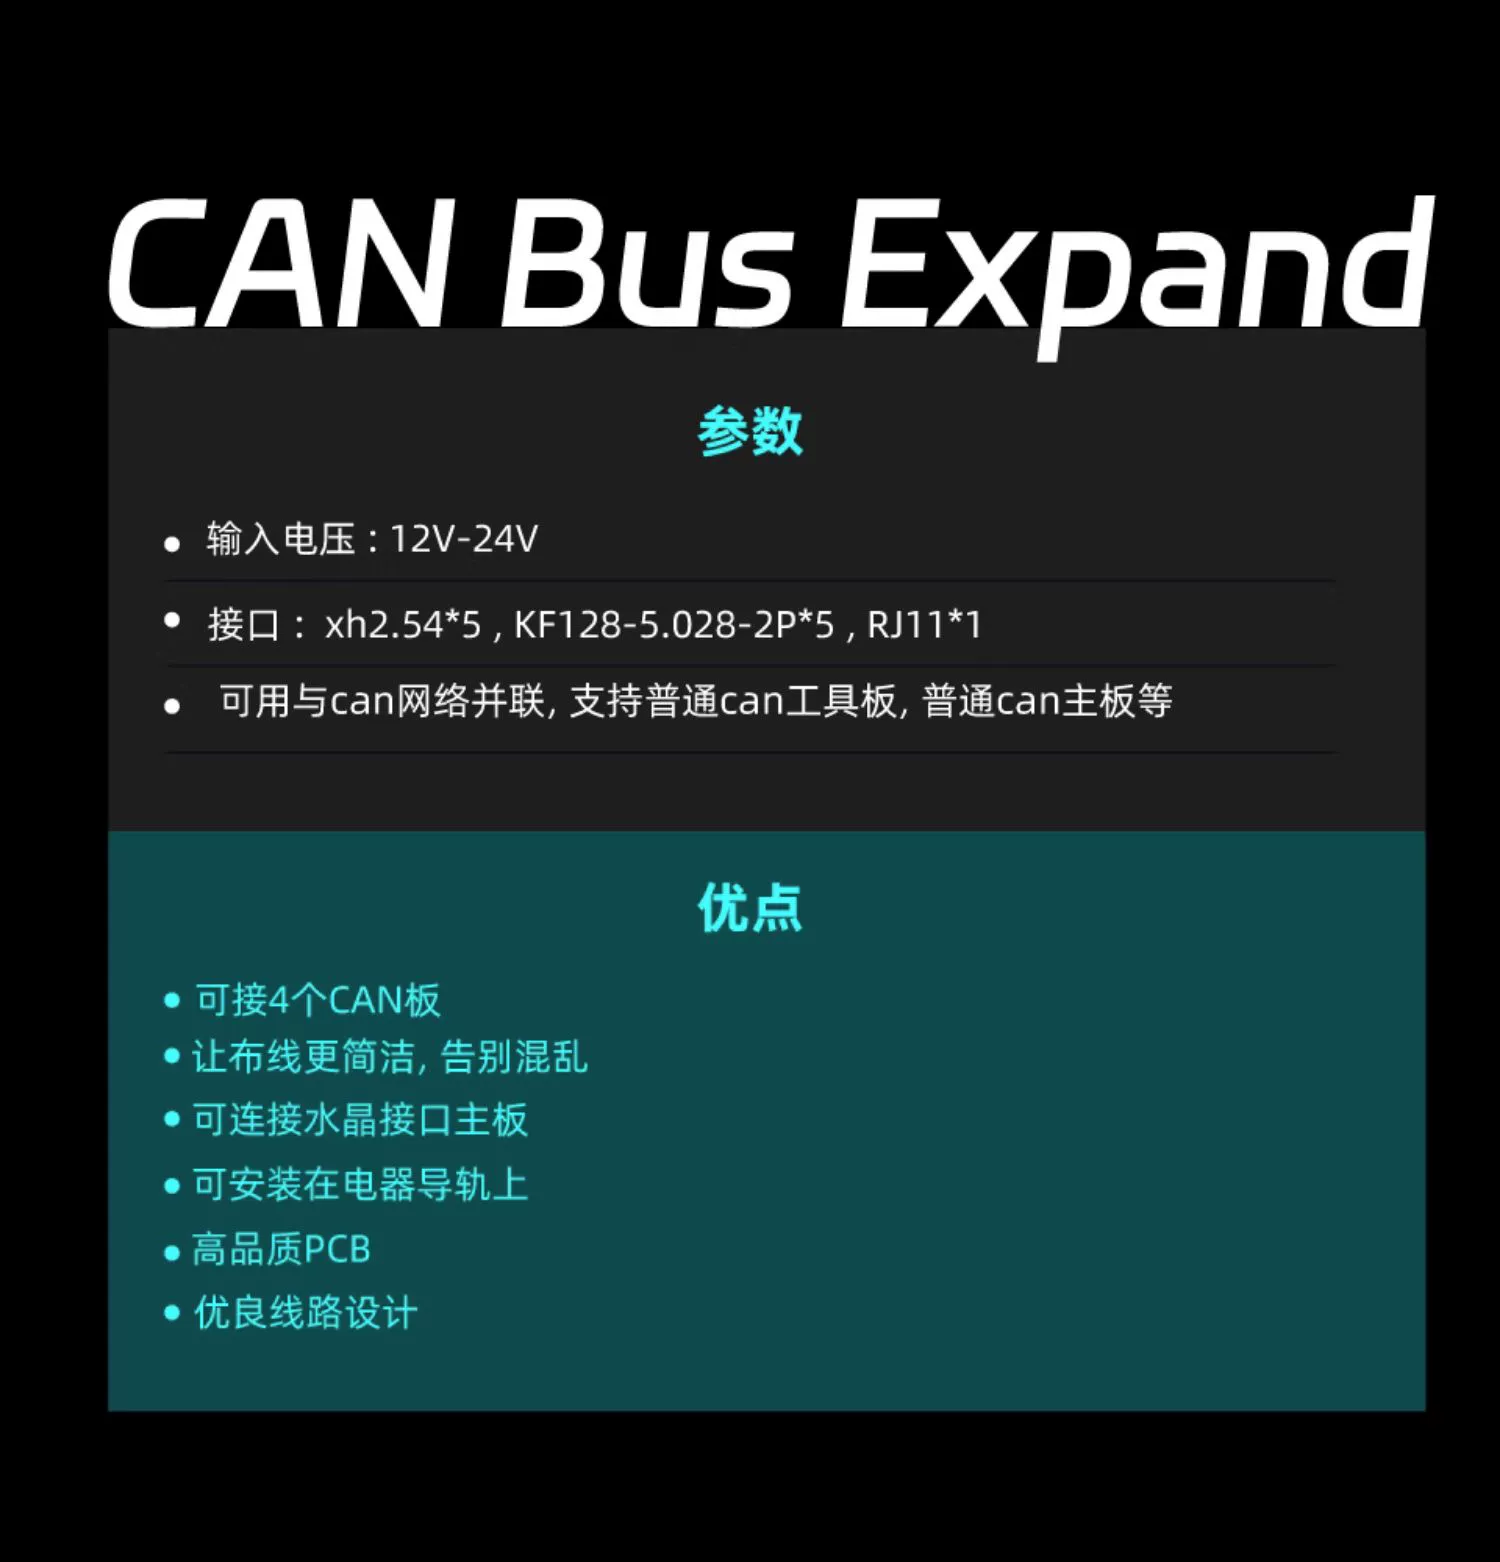 CAN Bus Expand
参数
输入电压：12V-24V
接口：xh2.54*5 , KF128-5.028-2P*5 , RJ11*1
可用与can网络并联, 支持普通can工具板, 普通can主板等
优点
可接4个CAN板
让布线更简洁, 告别混乱
可连接水晶接口主板
可安装在电器导轨上
高品质PCB
优良线路设计